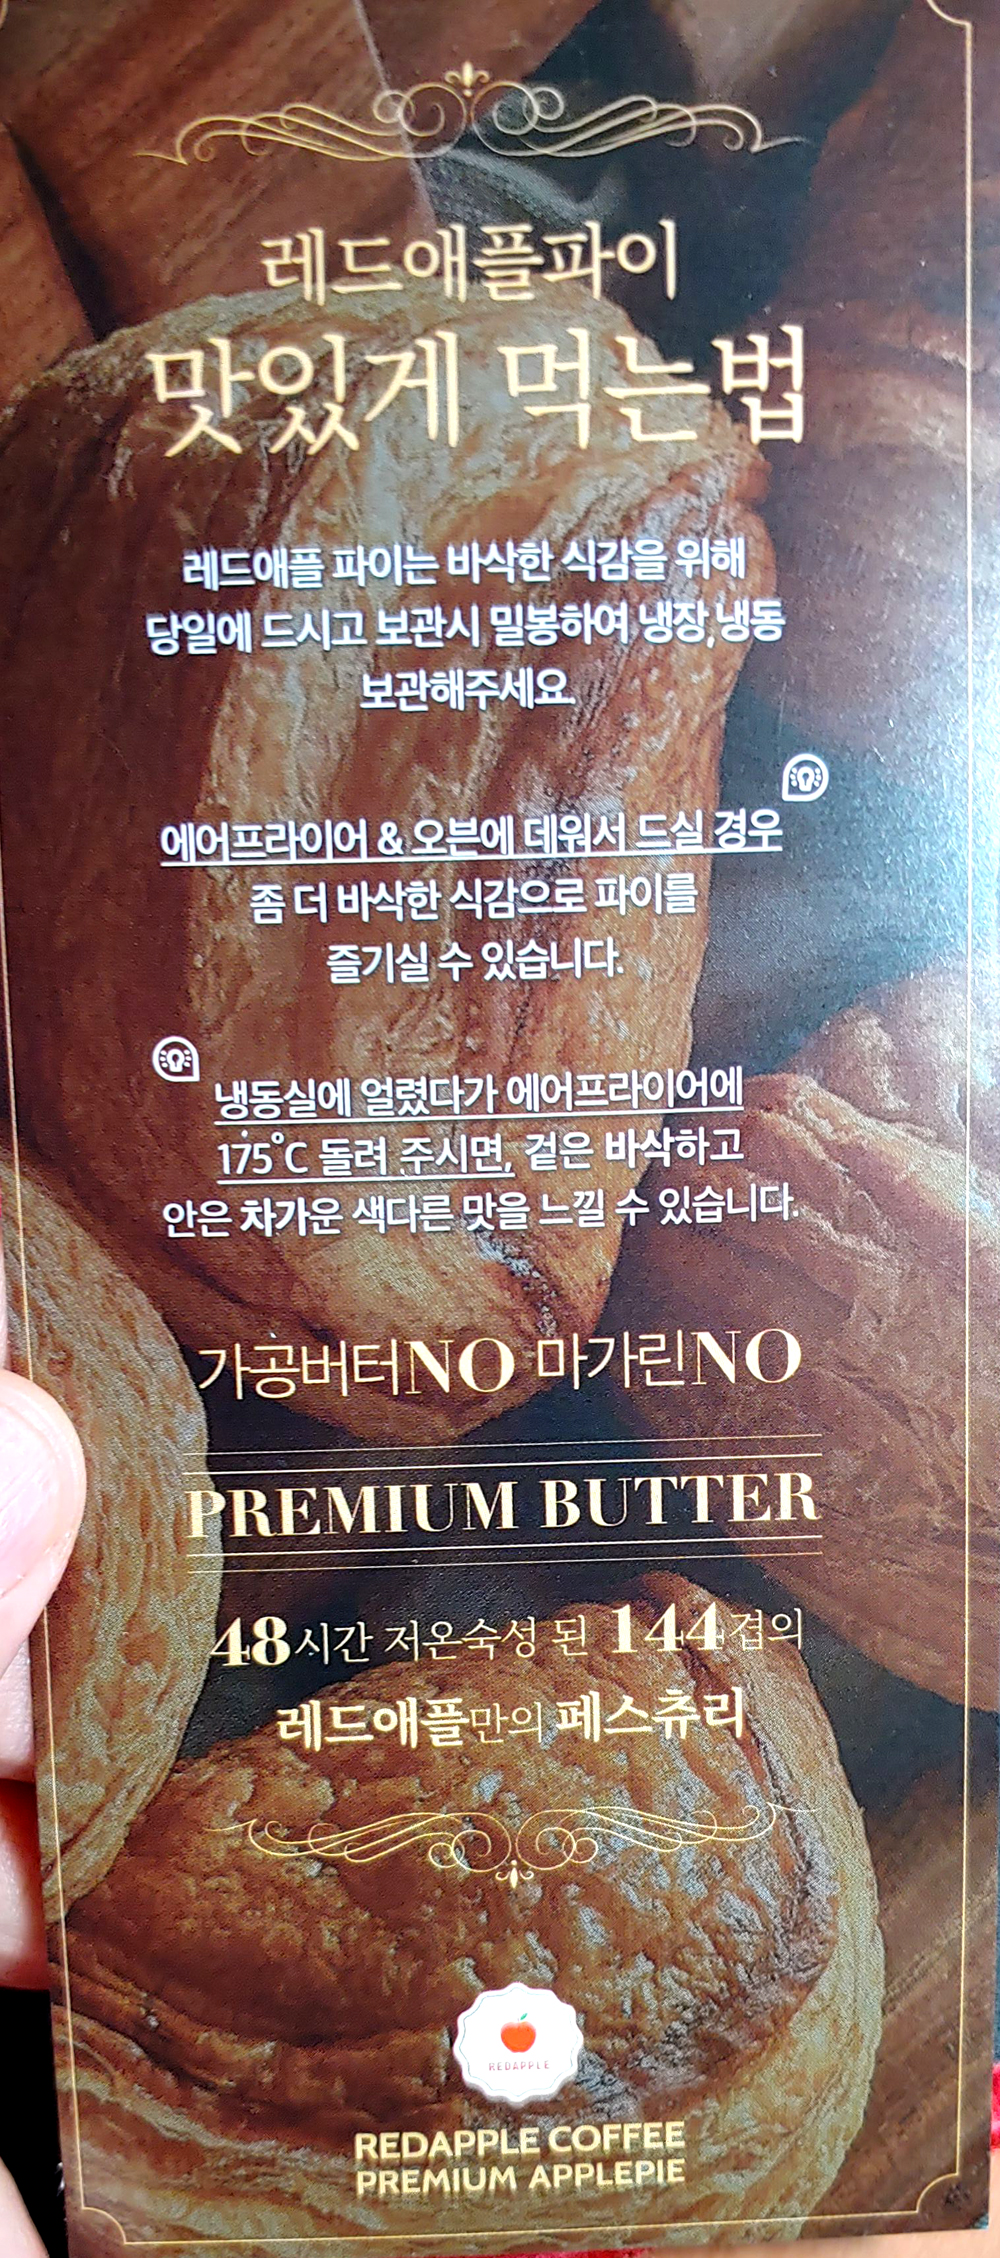 레드애플파이
맛있게 먹는법
레드애플 파이는 바삭한 식감을 위해
당일에 드시고 보관시 밀봉하여 냉장,냉동
보관해주세요.
에어프라이어 & 오븐에 데워서 드실 경우
좀 더 바삭한 식감으로 파이를
즐기실 수 있습니다.
냉동실에 얼렸다가 에어프라이어에
175°C 돌려 주시면, 겉은 바삭하고
안은 차가운 색다른 맛을 느낄 수 있습니다.
가공버터NO 마가린NO
PREMIUM BUTTER
48시간 저온숙성 된 144겹의
레드애플만의 페스츄리
REDAPPLE
REDAPPLE COFFEE
PREMIUM APPLEPIE